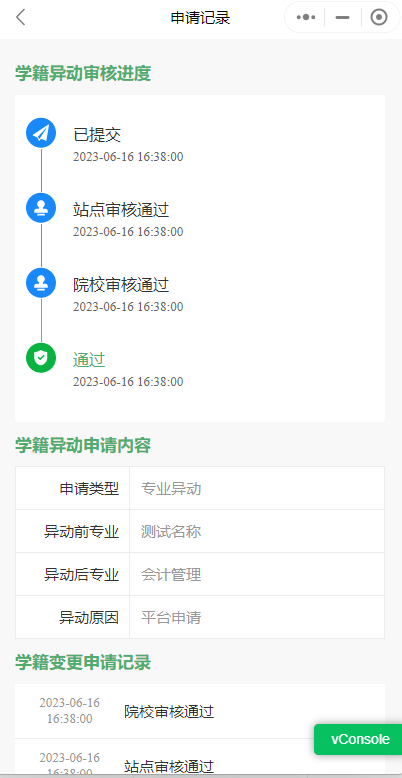 申请记录
学籍异动审核进度
已提交
2023-06-16 16:38:00
站点审核通过
2023-06-16 16:38:00
院校审核通过
2023-06-16 16:38:00
通过
2023-06-16 16:38:00
学籍异动申请内容
申请类型 专业异动
异动前专业 测试名称
异动后专业 会计管理
异动原因 平台申请
学籍变更申请记录
2023-06-16
16:38:00
院校审核通过
vConsole
2023-06-16
16:38:00
站点审核通过